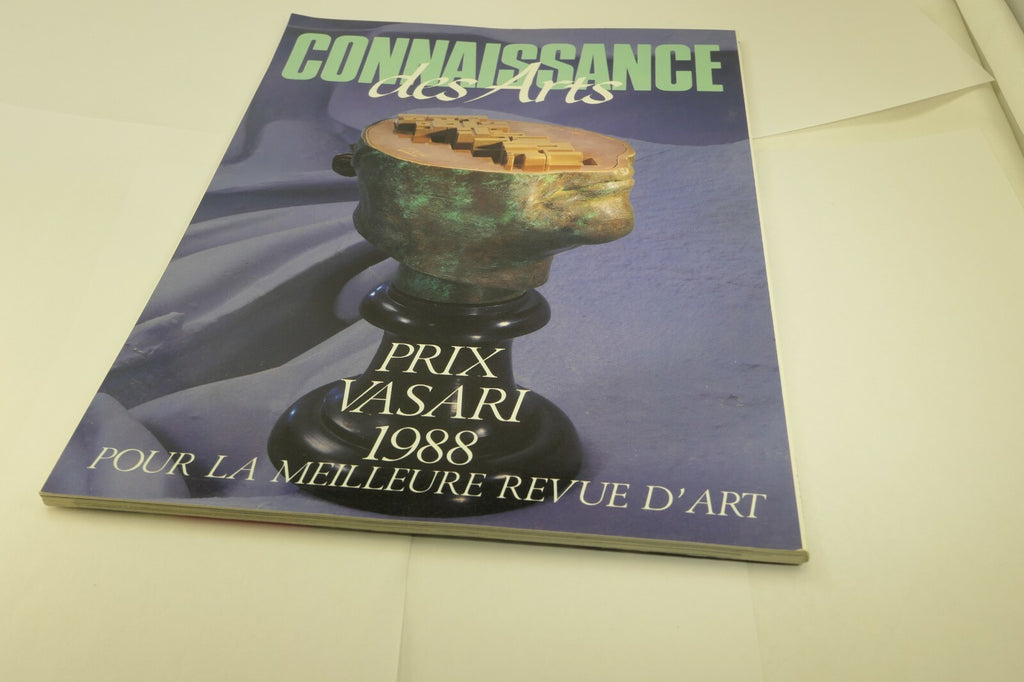 CONNAISSANCE
des Arts
PRIX
VASARI
1988
POUR LA MEILLEURE REVUE D'ART